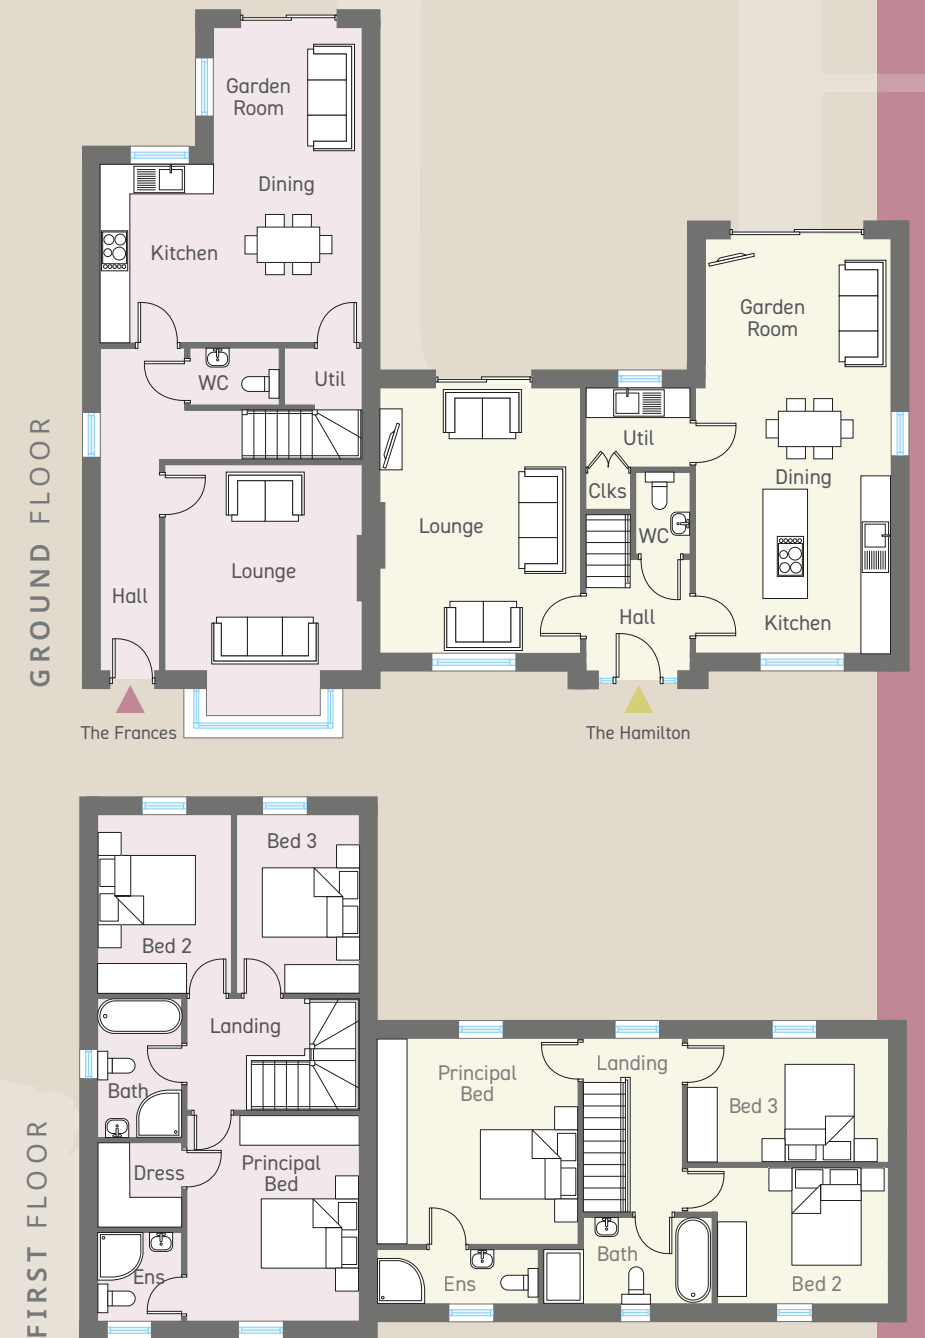 GROUND FLOOR
Garden
Room
Dining
Kitchen
WC
Util
Hall
Lounge
The Frances
Lounge
Util
Clks
WC
Hall
Garden
Room
Dining
Kitchen
The Hamilton
FIRST FLOOR
Bed 2
Bed 3
Landing
Bath
Dress
Principal
Bed
Ens
Principal
Bed
Landing
Bed 3
Ens
Bath
Bed 2